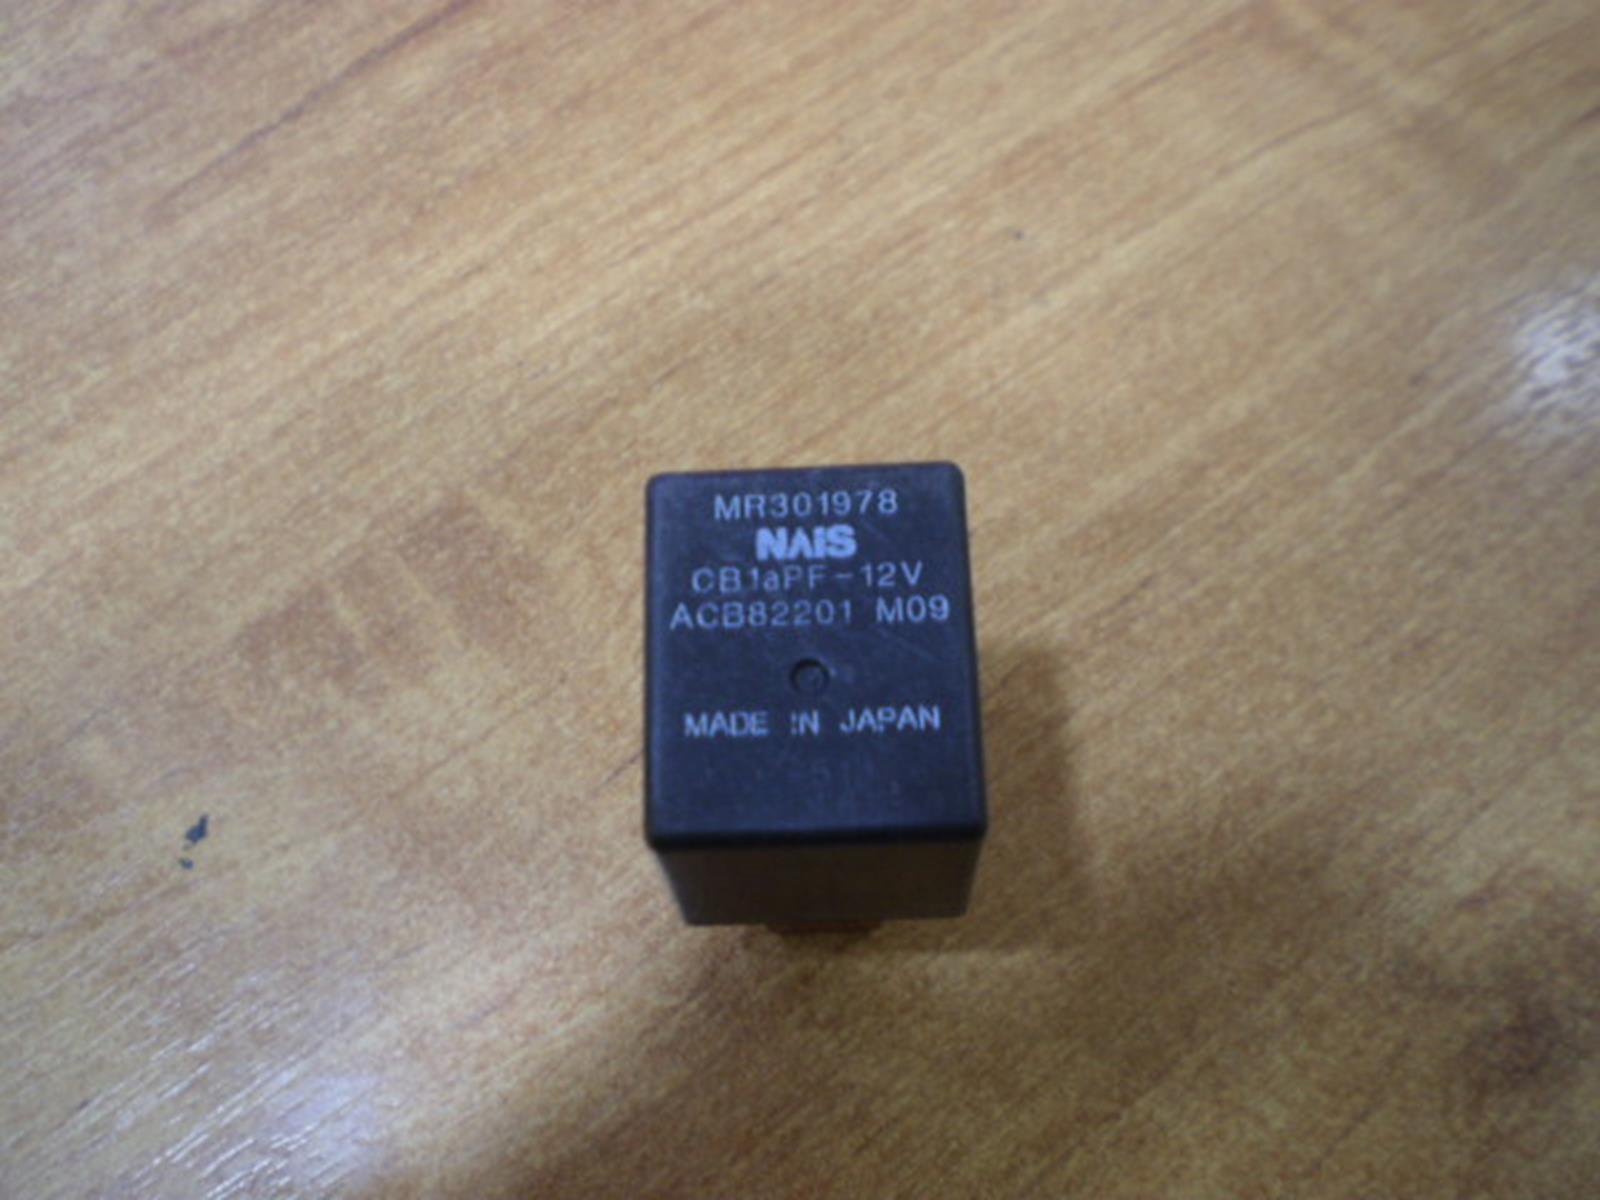 MR301978
NAIS
CB1aPF-12V
ACB82201 M09
MADE IN JAPAN